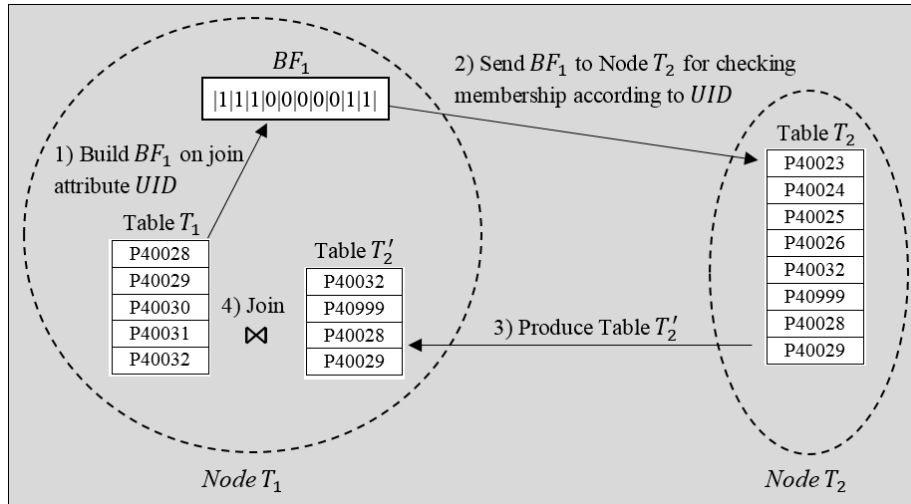 BF₁
|1|1|1|0|0|0|0|0|1|1|
2) Send BF₁ to Node T₂ for checking
membership according to UID
1) Build BF₁ on join
attribute UID
Table T₁
P40028
P40029
P40030
P40031
P40032
4) Join
⋈
Table T₂′
P40032
P40999
P40028
P40029
3) Produce Table T₂′
Table T₂
P40023
P40024
P40025
P40026
P40032
P40999
P40028
P40029
Node T₁
Node T₂